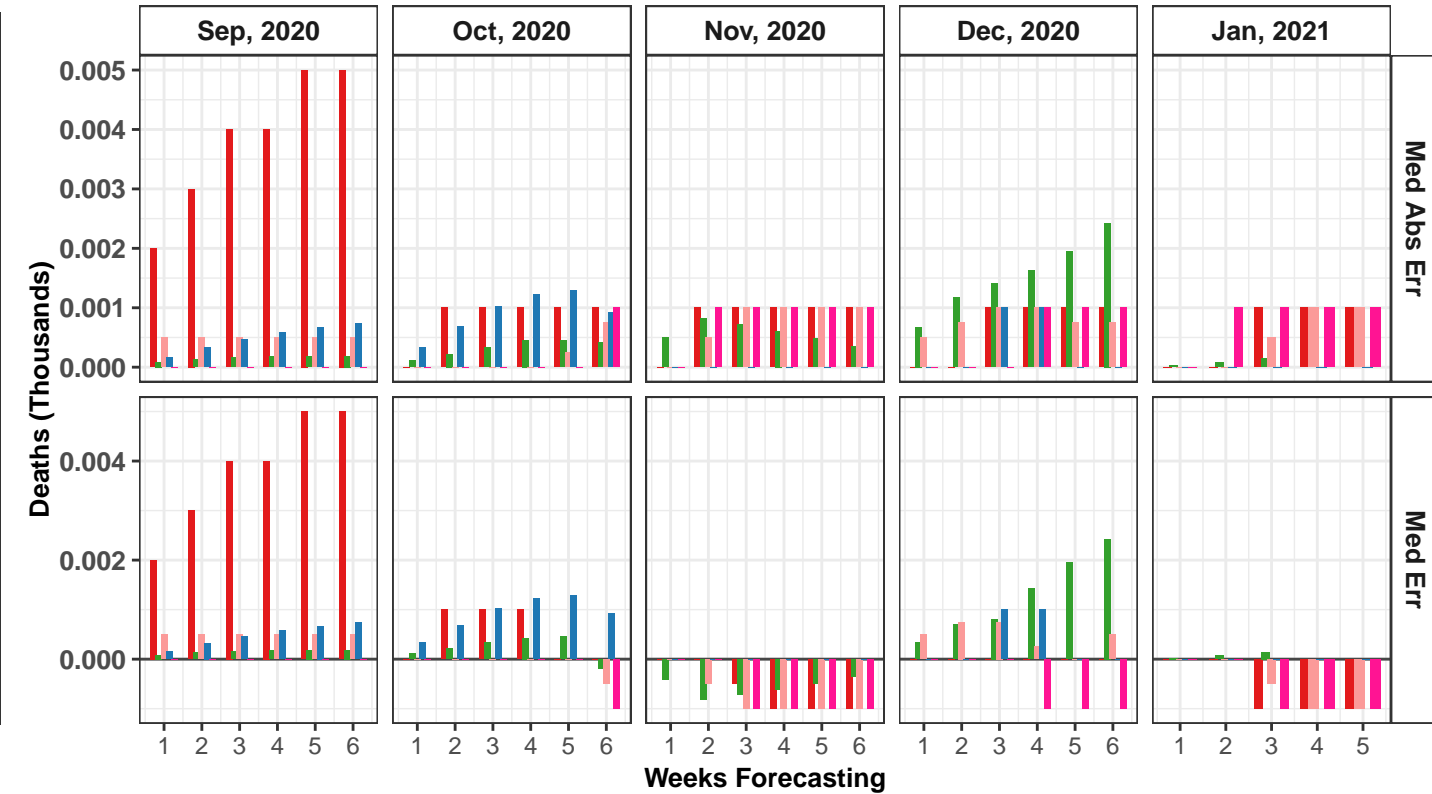 Sep, 2020 Oct, 2020 Nov, 2020 Dec, 2020 Jan, 2021
0.005
0.004
0.003
0.002
0.001
0.000
Med Abs Err
Deaths (Thousands)
0.004
0.002
0.000
Med Err
1 2 3 4 5 6 1 2 3 4 5 6 1 2 3 4 5 6 1 2 3 4 5 6 1 2 3 4 5
Weeks Forecasting